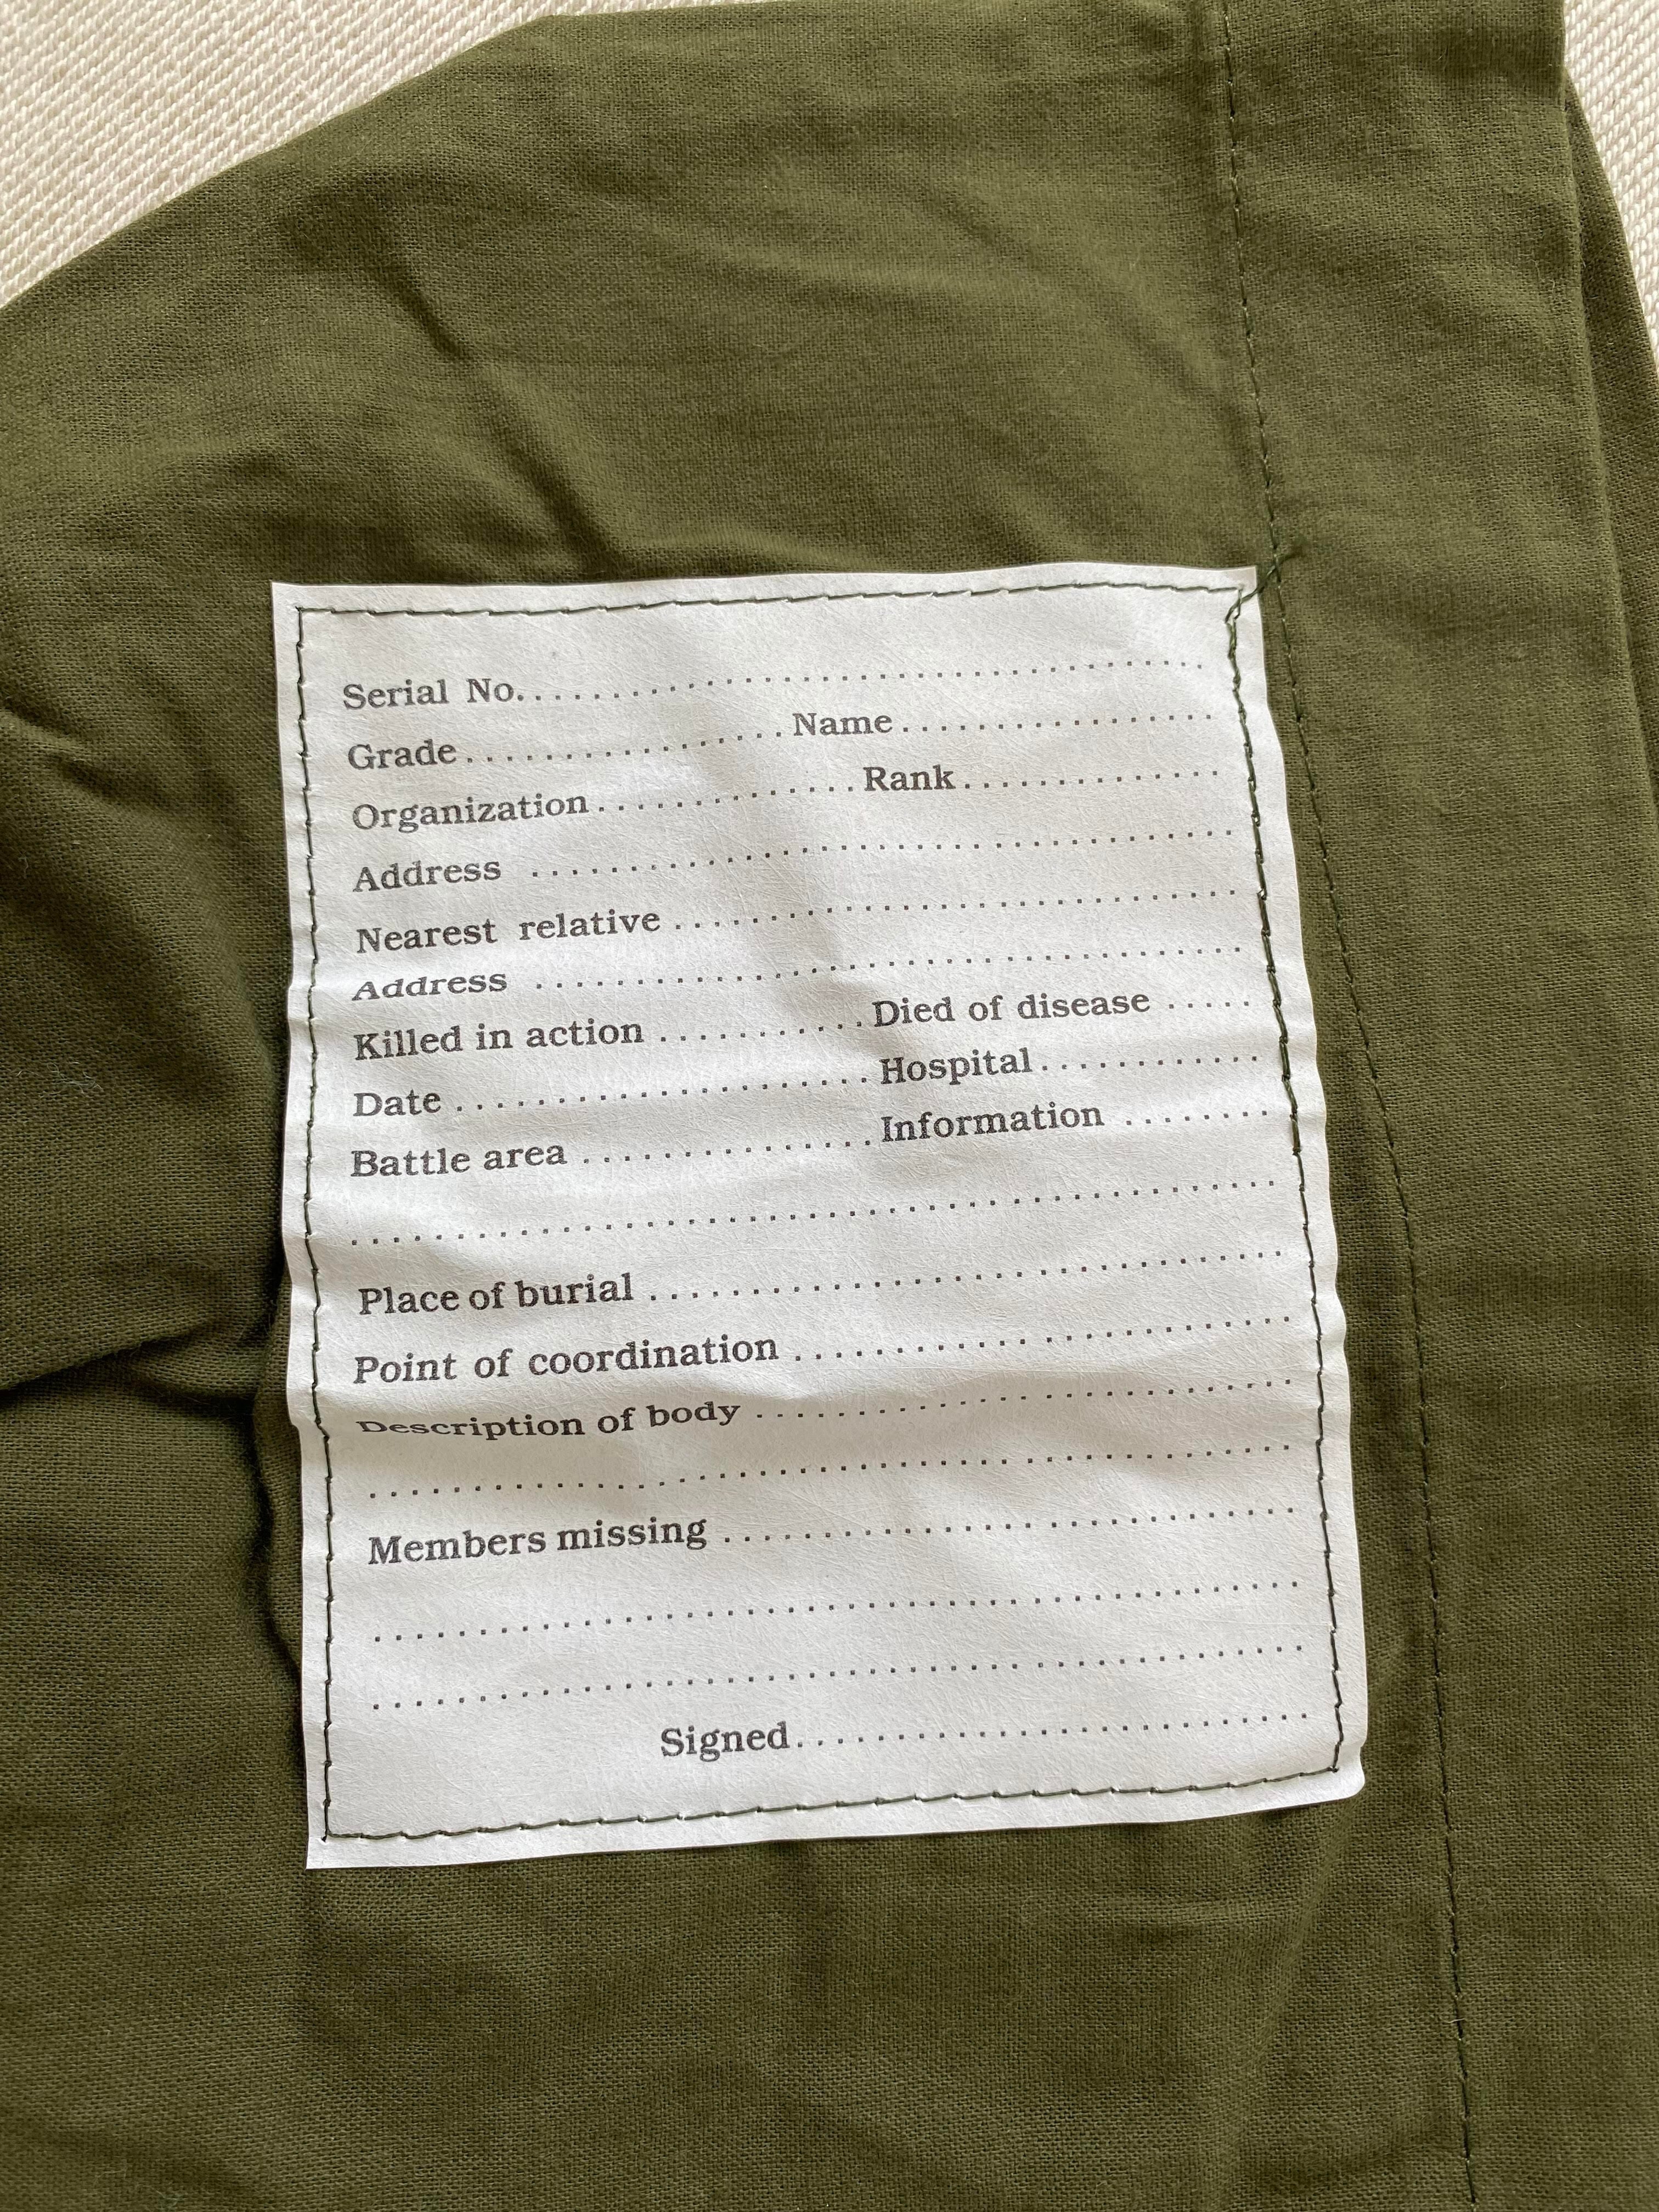 Serial No..................................
Grade................Name................
Organization..............Rank..............
Address ..................................
Nearest relative ...........................
Address ..................................
Killed in action ...........Died of disease .....
Date ....................Hospital............
Battle area ...............Information ........
............................................
Place of burial ............................
Point of coordination .....................
Description of body ......................
............................................
Members missing .........................
............................................
............................................
Signed.........................